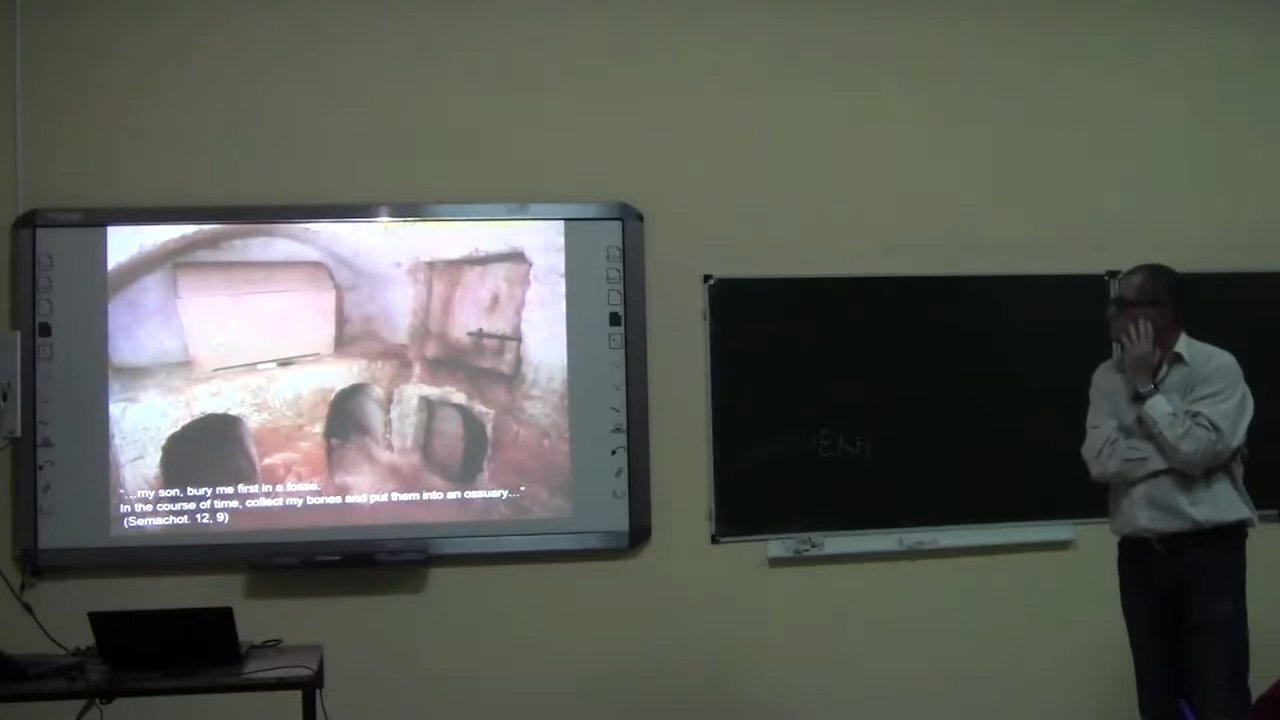 "...my son, bury me first in a fosse.
In the course of time, collect my bones and put them into an ossuary..."
(Semachot. 12, 9)